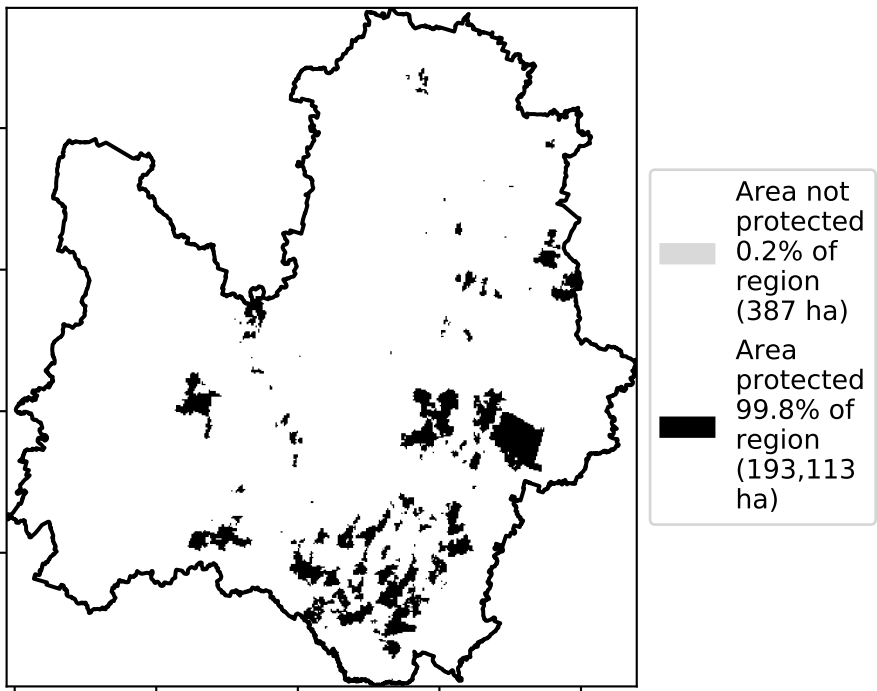 Area not
protected
0.2% of
region
(387 ha)
Area
protected
99.8% of
region
(193,113
ha)